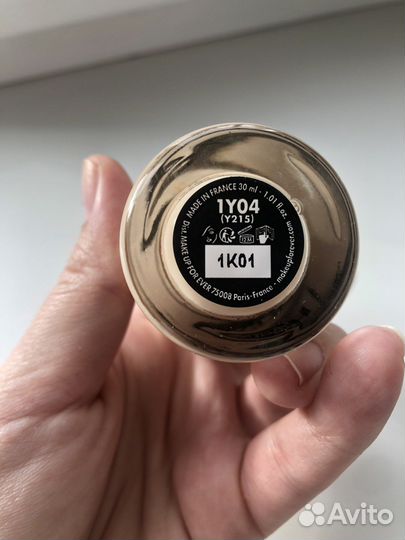 MADE IN FRANCE 30 ml - 1.01 fl.oz.
1Y04
(Y215)
12M
1K01
Dist. MAKE UP FOR EVER 75008 Paris-France - makeupforever.com
Avito